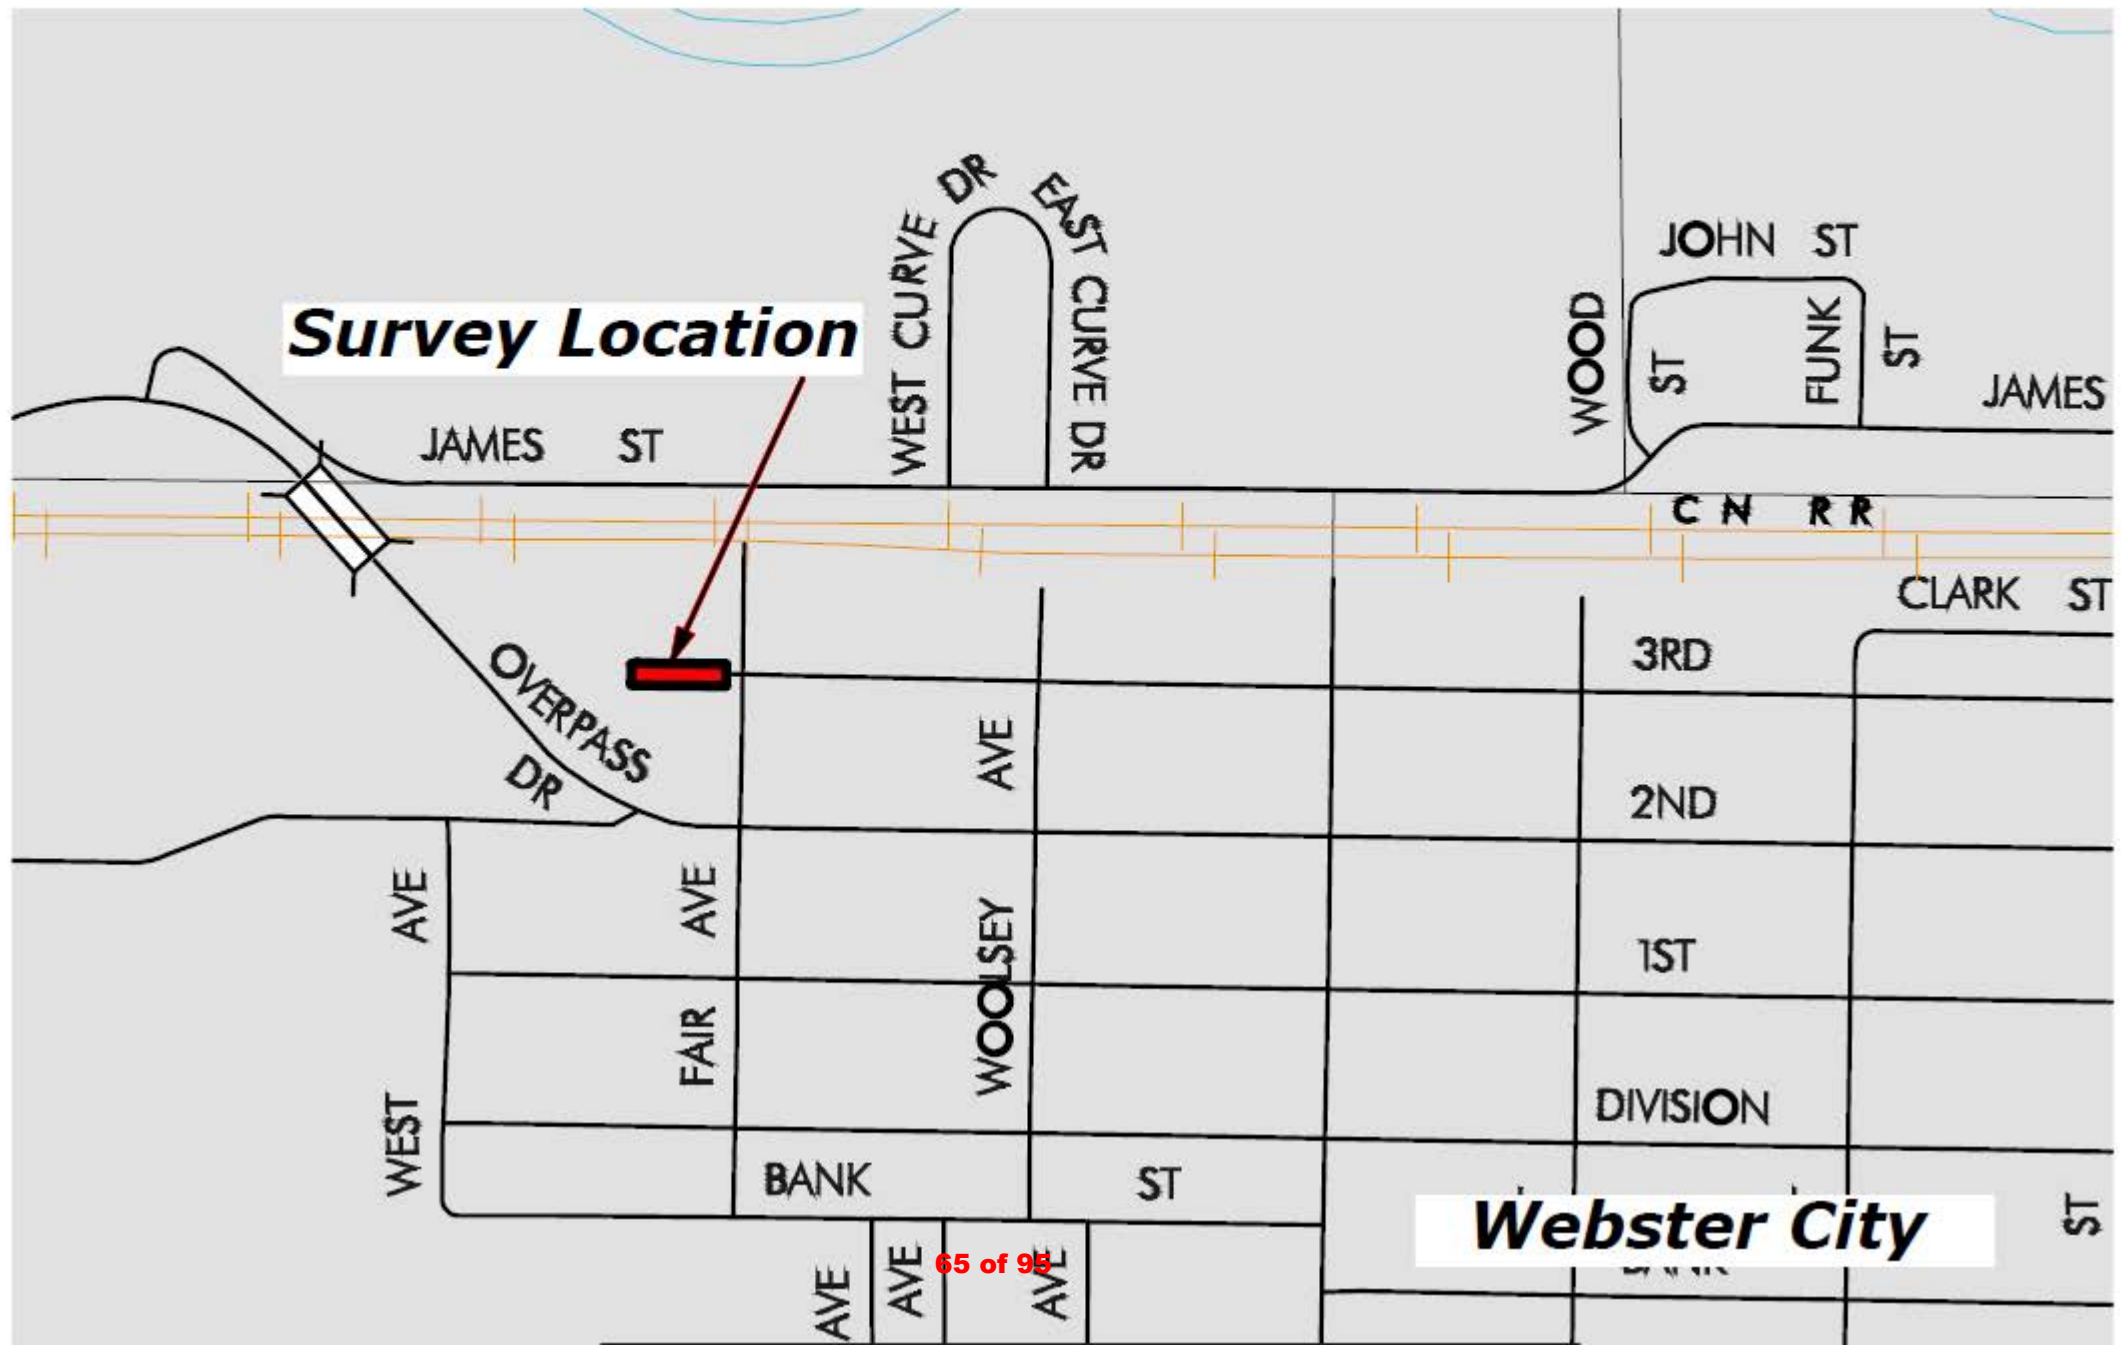 WEST CURVE DR
EAST CURVE DR
JOHN ST
WOOD ST
FUNK ST
Survey Location
JAMES ST
JAMES
C N R R
CLARK ST
3RD
OVERPASS DR
AVE
2ND
WEST AVE
FAIR AVE
WOOLSEY
1ST
DIVISION
BANK ST
Webster City
ST
BANK
65 of 95
AVE
AVE
AVE